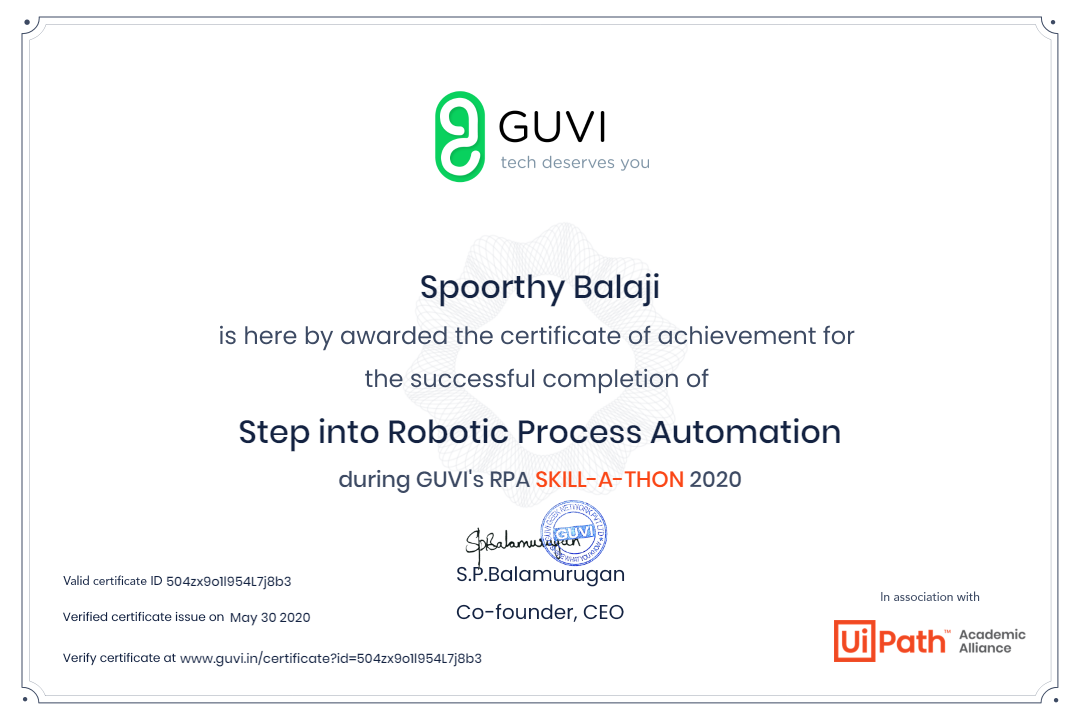 GUVI
tech deserves you
Spoorthy Balaji
is here by awarded the certificate of achievement for
the successful completion of
Step into Robotic Process Automation
during GUVI's RPA SKILL-A-THON 2020
SPBalamurugan
GUVI
S.P.Balamurugan
Co-founder, CEO
Valid certificate ID 504zx9o1l954L7j8b3
Verified certificate issue on May 30 2020
Verify certificate at www.guvi.in/certificate?id=504zx9o1l954L7j8b3
In association with
UiPath™ Academic
Alliance